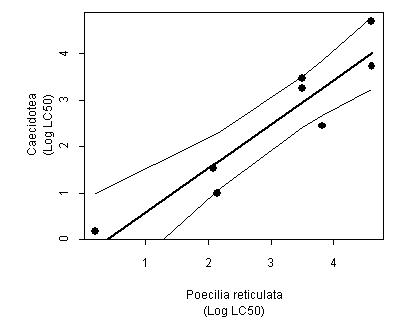 Caecidotea
(Log LC50)
4
3
2
1
0
1 2 3 4
Poecilia reticulata
(Log LC50)